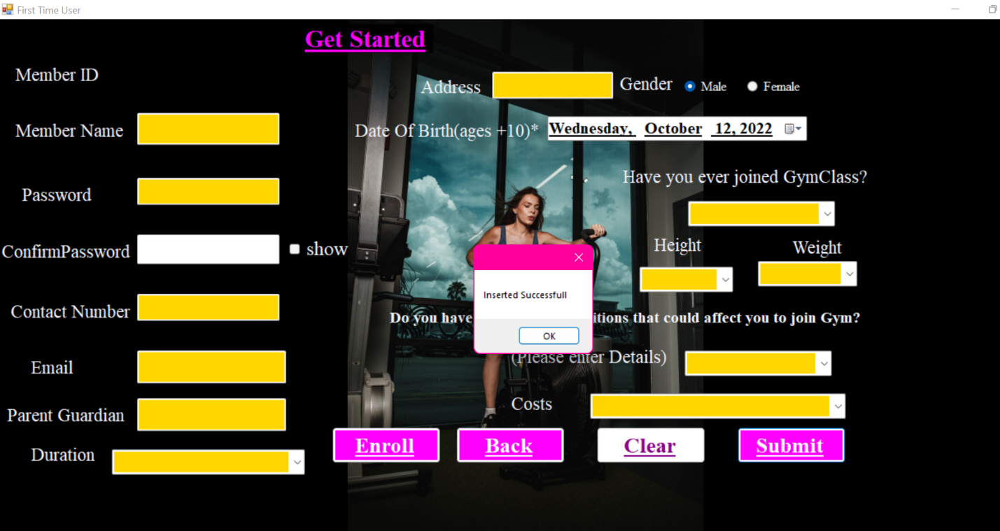 First Time User
Get Started
Member ID
Address
Gender
Male
Female
Member Name
Date Of Birth(ages +10)*
Wednesday, October 12, 2022
Have you ever joined GymClass?
Password
ConfirmPassword
show
Height
Weight
Inserted Successfull
Contact Number
Do you have itions that could affect you to join Gym?
OK
(Please enter Details)
Email
Parent Guardian
Costs
Duration
Enroll
Back
Clear
Submit